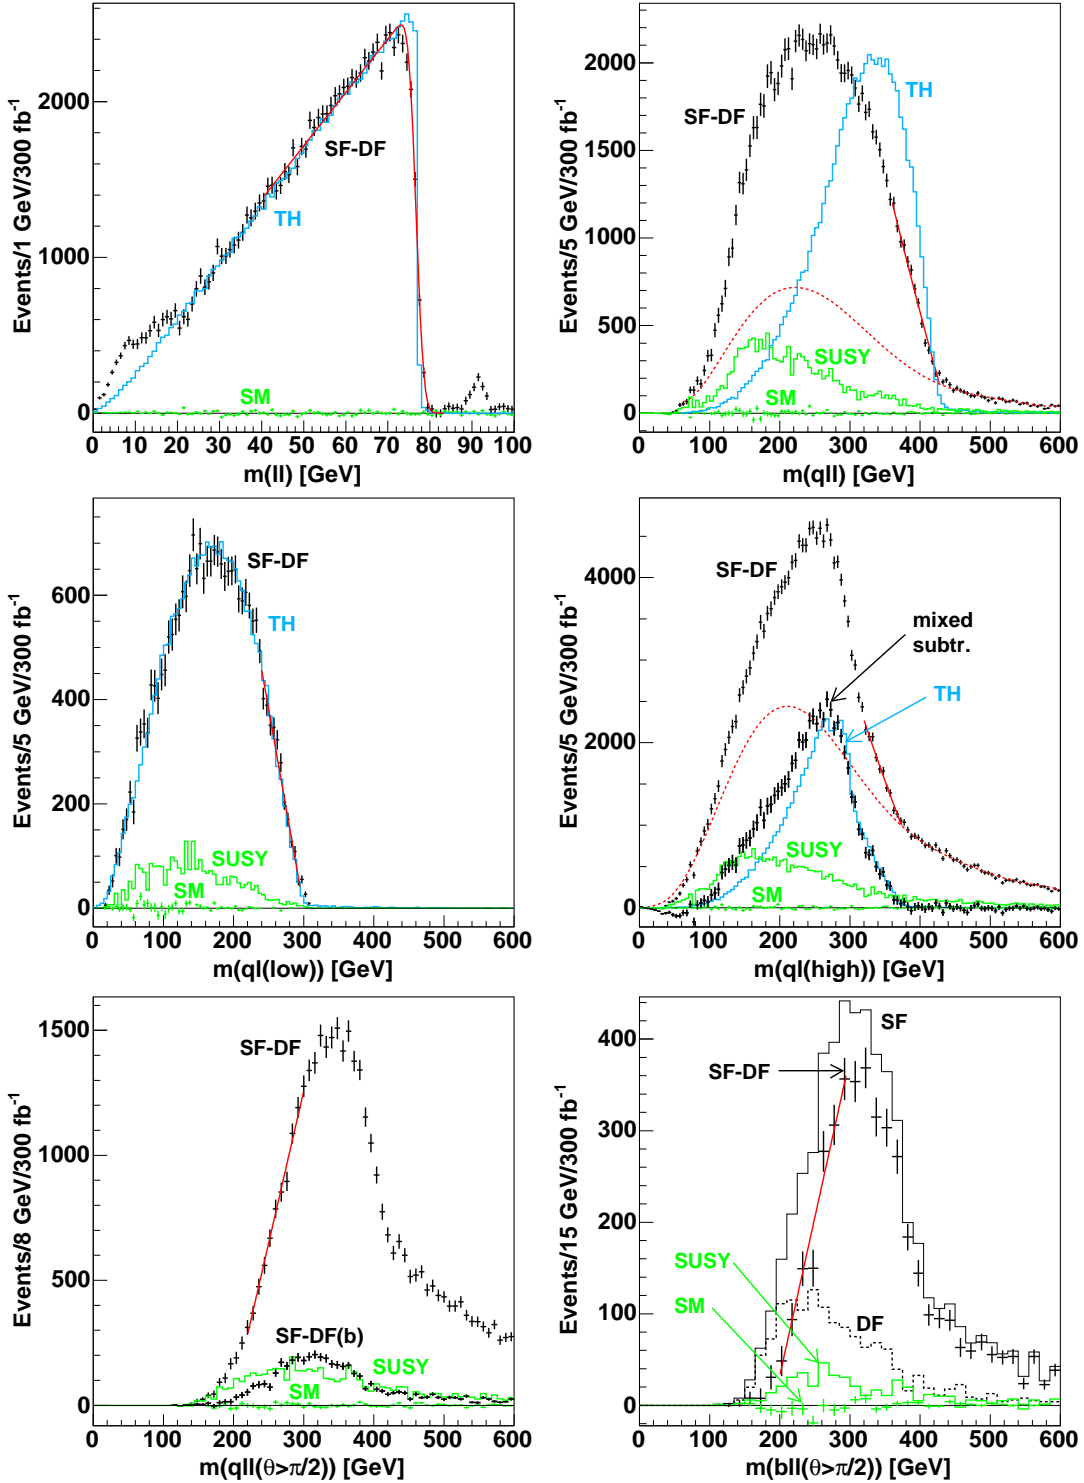 Events/1 GeV/300 fb⁻¹
2000
1000
0
SF-DF
TH
SM
0 10 20 30 40 50 60 70 80 90 100
m(ll) [GeV]
Events/5 GeV/300 fb⁻¹
2000
1500
1000
500
0
SF-DF
TH
SUSY
SM
0 100 200 300 400 500 600
m(qll) [GeV]
Events/5 GeV/300 fb⁻¹
600
400
200
0
SF-DF
TH
SUSY
SM
0 100 200 300 400 500 600
m(ql(low)) [GeV]
Events/5 GeV/300 fb⁻¹
4000
2000
0
SF-DF
mixed
subtr.
TH
SUSY
SM
0 100 200 300 400 500 600
m(ql(high)) [GeV]
Events/8 GeV/300 fb⁻¹
1500
1000
500
0
SF-DF
SF-DF(b)
SUSY
SM
0 100 200 300 400 500 600
m(qll(θ>π/2)) [GeV]
Events/15 GeV/300 fb⁻¹
400
300
200
100
0
SF
SF-DF
SUSY
SM
DF
0 100 200 300 400 500 600
m(bll(θ>π/2)) [GeV]